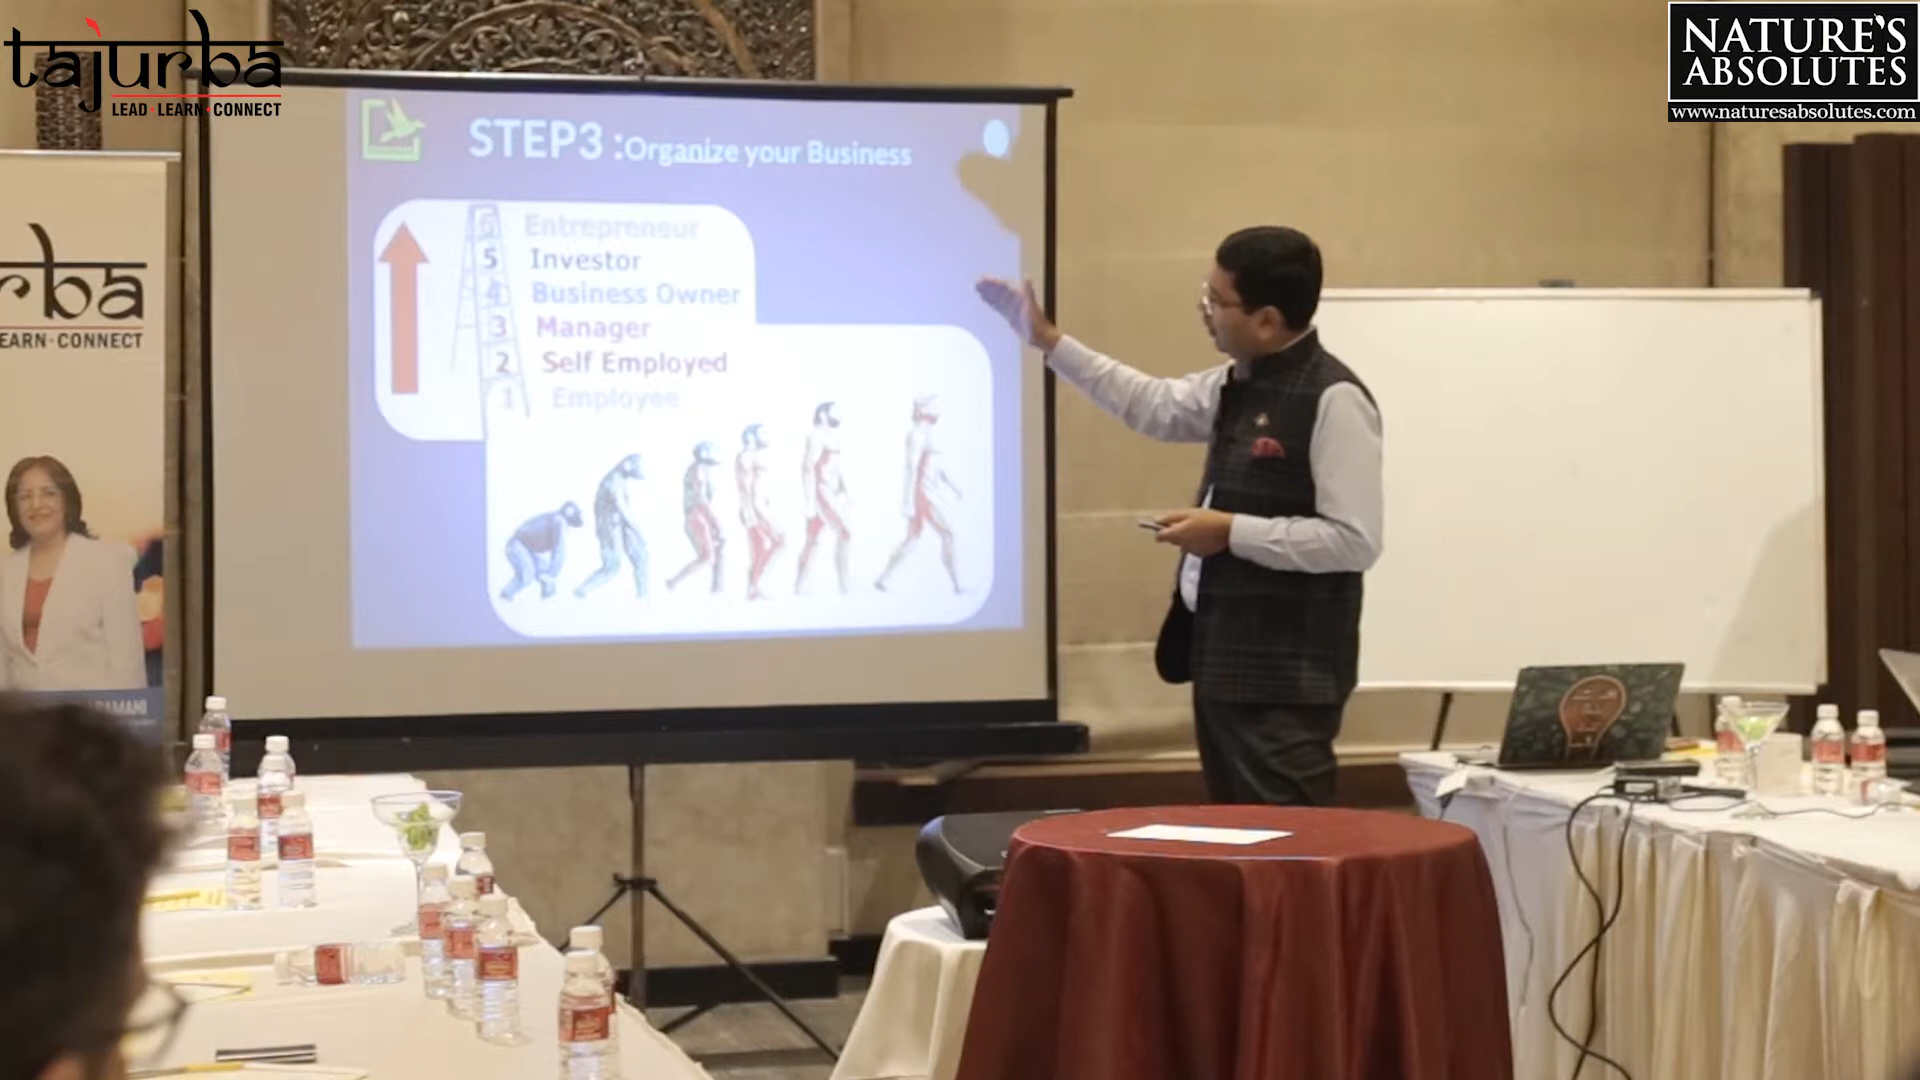 tajurba
LEAD·LEARN·CONNECT
NATURE'S
ABSOLUTES
www.naturesabsolutes.com
STEP3 :Organize your Business
6 Entrepreneur
5 Investor
4 Business Owner
3 Manager
2 Self Employed
1 Employee
rba
EARN·CONNECT
RAMANI